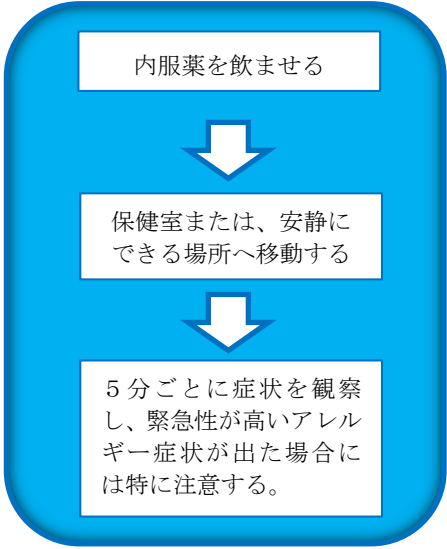 内服薬を飲ませる
保健室または、安静に
できる場所へ移動する
５分ごとに症状を観察
し、緊急性が高いアレル
ギー症状が出た場合に
は特に注意する。